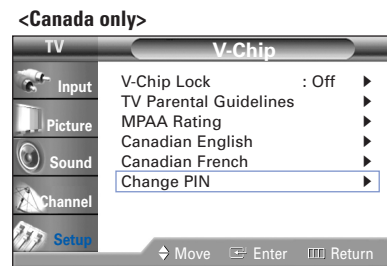 <Canada only>
TV
V-Chip
Input
V-Chip Lock : Off
TV Parental Guidelines
Picture
MPAA Rating
Canadian English
Sound
Canadian French
Change PIN
Channel
Setup
Move Enter Return